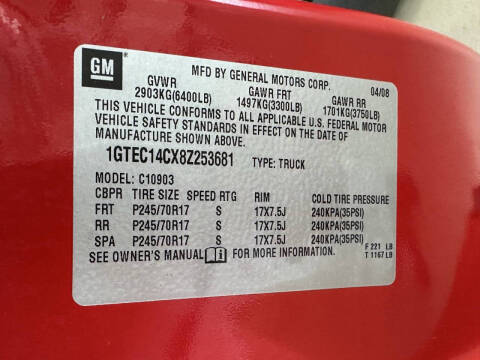 GM
MFD BY GENERAL MOTORS CORP. 04/08
GVWR GAWR FRT GAWR RR
2903KG(6400LB) 1497KG(3300LB) 1701KG(3750LB)
THIS VEHICLE CONFORMS TO ALL APPLICABLE U.S. FEDERAL MOTOR
VEHICLE SAFETY STANDARDS IN EFFECT ON THE DATE OF
MANUFACTURE SHOWN ABOVE.
1GTEC14CX8Z253681 TYPE: TRUCK
MODEL: C10903
CBPR TIRE SIZE SPEED RTG RIM COLD TIRE PRESSURE
FRT P245/70R17 S 17X7.5J 240KPA(35PSI)
RR P245/70R17 S 17X7.5J 240KPA(35PSI)
SPA P245/70R17 S 17X7.5J 240KPA(35PSI)
SEE OWNER'S MANUAL FOR MORE INFORMATION.
F 221 LB
T 1167 LB